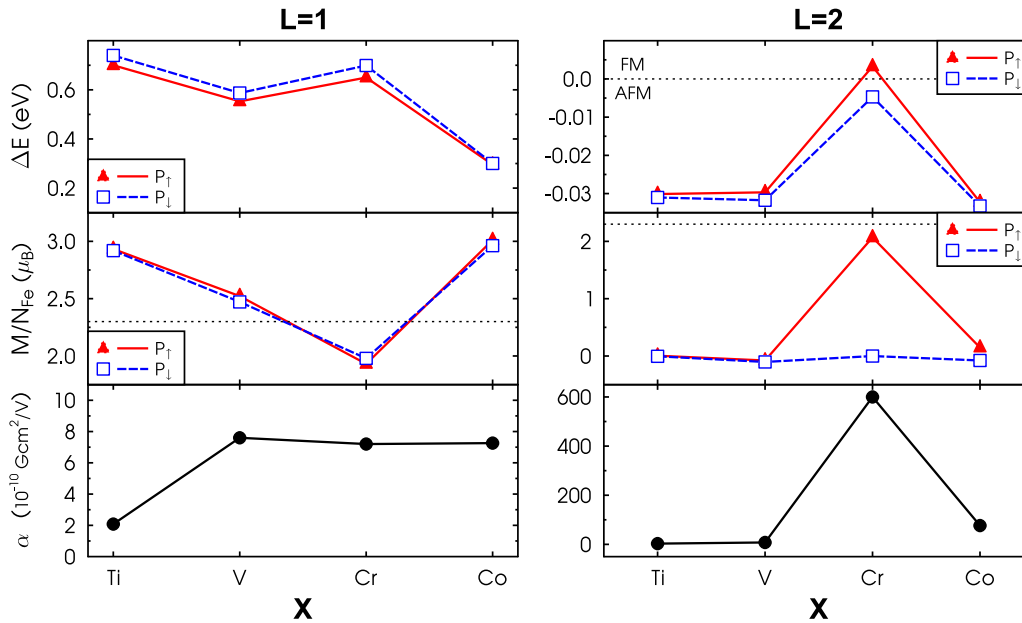 L=1
ΔE (eV)
0.6
0.4
0.2
P↑
P↓
M/N_Fe (μ_B)
3.0
2.5
2.0
P↑
P↓
α (10⁻¹⁰ Gcm²/V)
10
8
6
4
2
0
Ti V Cr Co
X
L=2
0.0
-0.01
-0.02
-0.03
FM
AFM
P↑
P↓
2
1
0
P↑
P↓
600
400
200
0
Ti V Cr Co
X